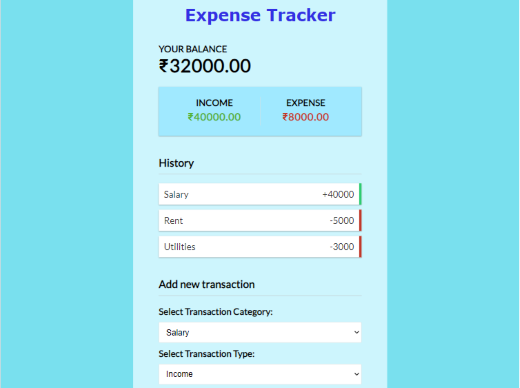 Expense Tracker
YOUR BALANCE
₹32000.00
INCOME EXPENSE
₹40000.00 ₹8000.00
History
Salary +40000
Rent -5000
Utilities -3000
Add new transaction
Select Transaction Category:
Salary
Select Transaction Type:
Income